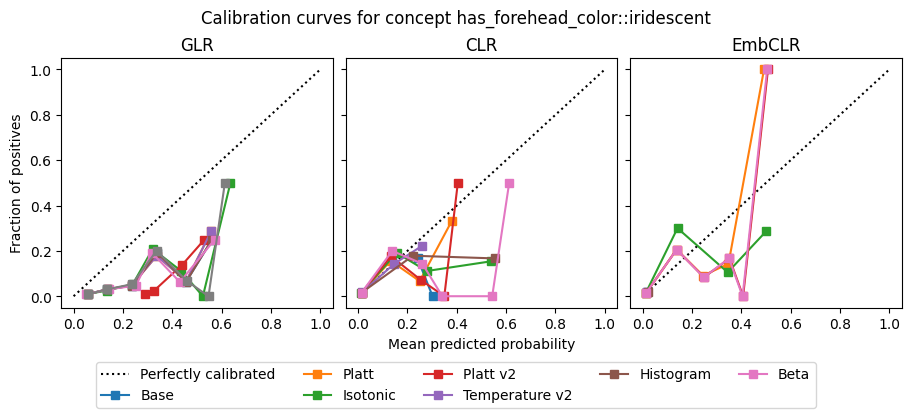 Calibration curves for concept has_forehead_color::iridescent
GLR
CLR
EmbCLR
Fraction of positives
1.0
0.8
0.6
0.4
0.2
0.0
0.0 0.2 0.4 0.6 0.8 1.0
0.0 0.2 0.4 0.6 0.8 1.0
0.0 0.2 0.4 0.6 0.8 1.0
Mean predicted probability
Perfectly calibrated
Base
Platt
Isotonic
Platt v2
Temperature v2
Histogram
Beta